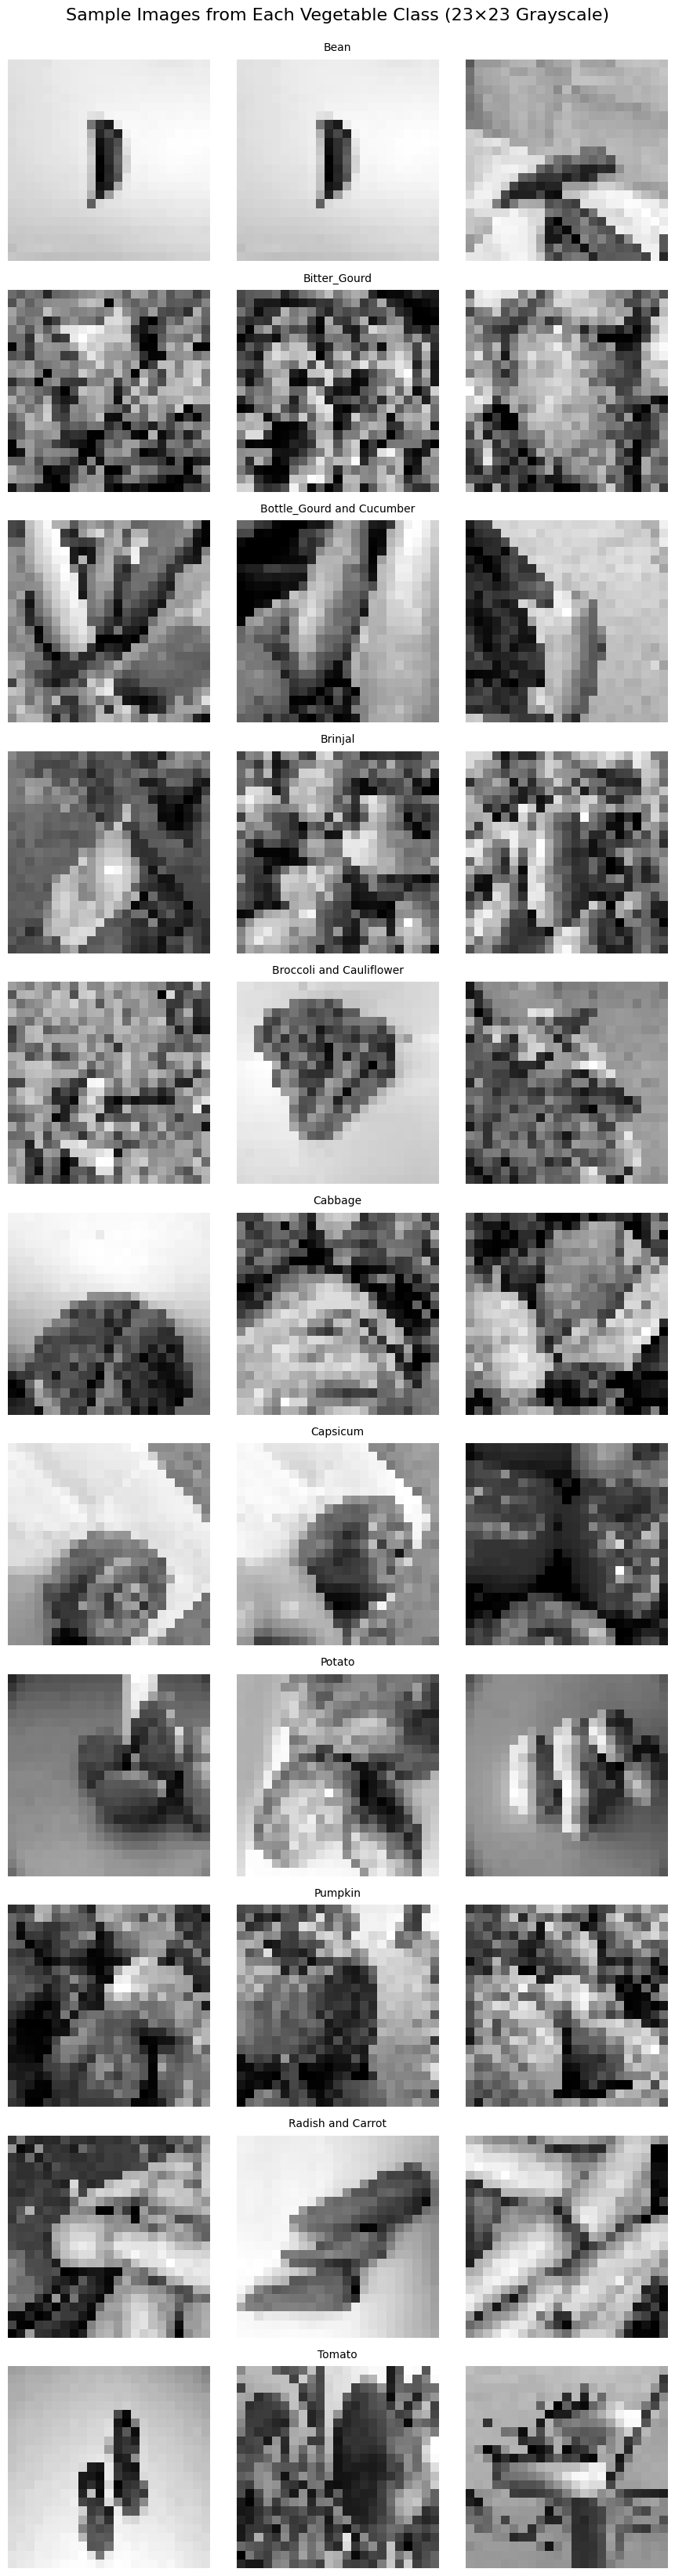 Sample Images from Each Vegetable Class (23×23 Grayscale)
Bean
Bitter_Gourd
Bottle_Gourd and Cucumber
Brinjal
Broccoli and Cauliflower
Cabbage
Capsicum
Potato
Pumpkin
Radish and Carrot
Tomato